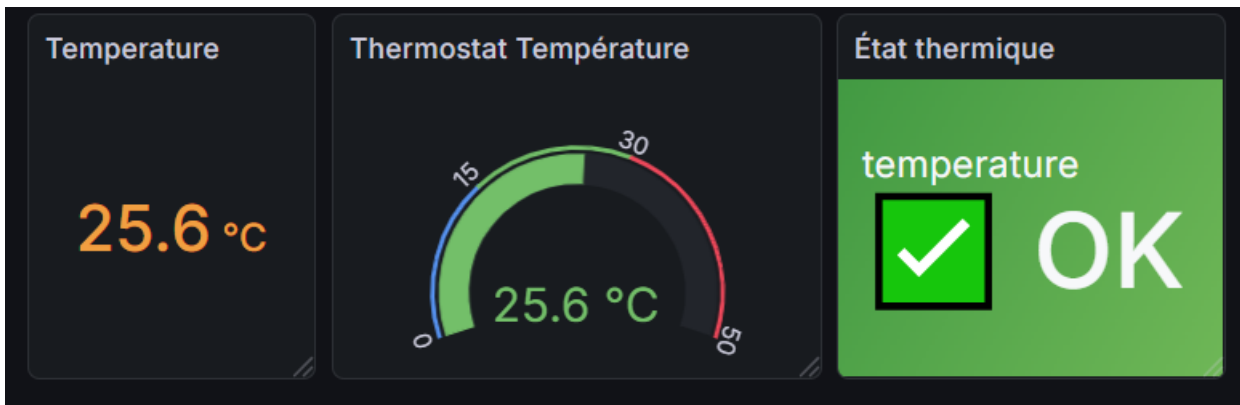 Temperature
25.6 °C
Thermostat Température
0
15
30
50
25.6 °C
État thermique
temperature
OK